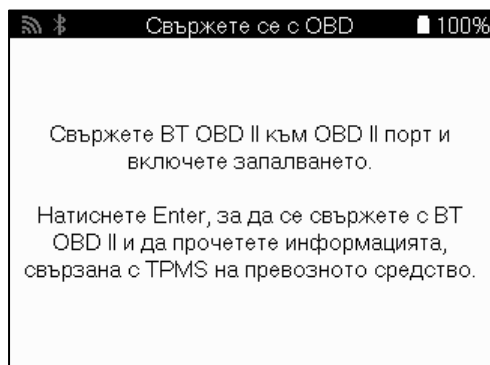 Свържете се с OBD 100%
Свържете BT OBD II към OBD II порт и
включете запалването.
Натиснете Enter, за да се свържете с BT
OBD II и да прочетете информацията,
свързана с TPMS на превозното средство.